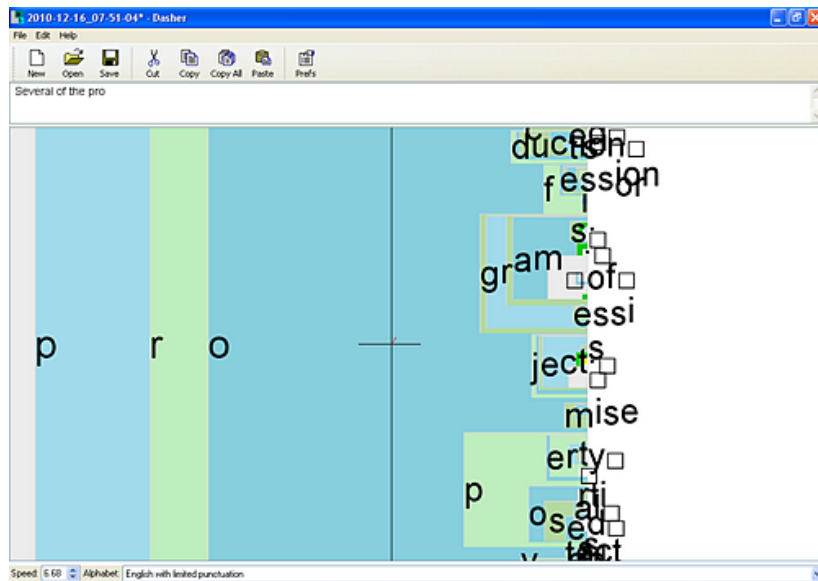 2010-12-16_07-51-04* - Dasher
File Edit Help
New Open Save Cut Copy Copy All Paste Prefs
Several of the pro
p r o
f ession
s.
gram
of
essi
ject s
mise
erty
p
osed
Speed: 6.68 Alphabet: English with limited punctuation